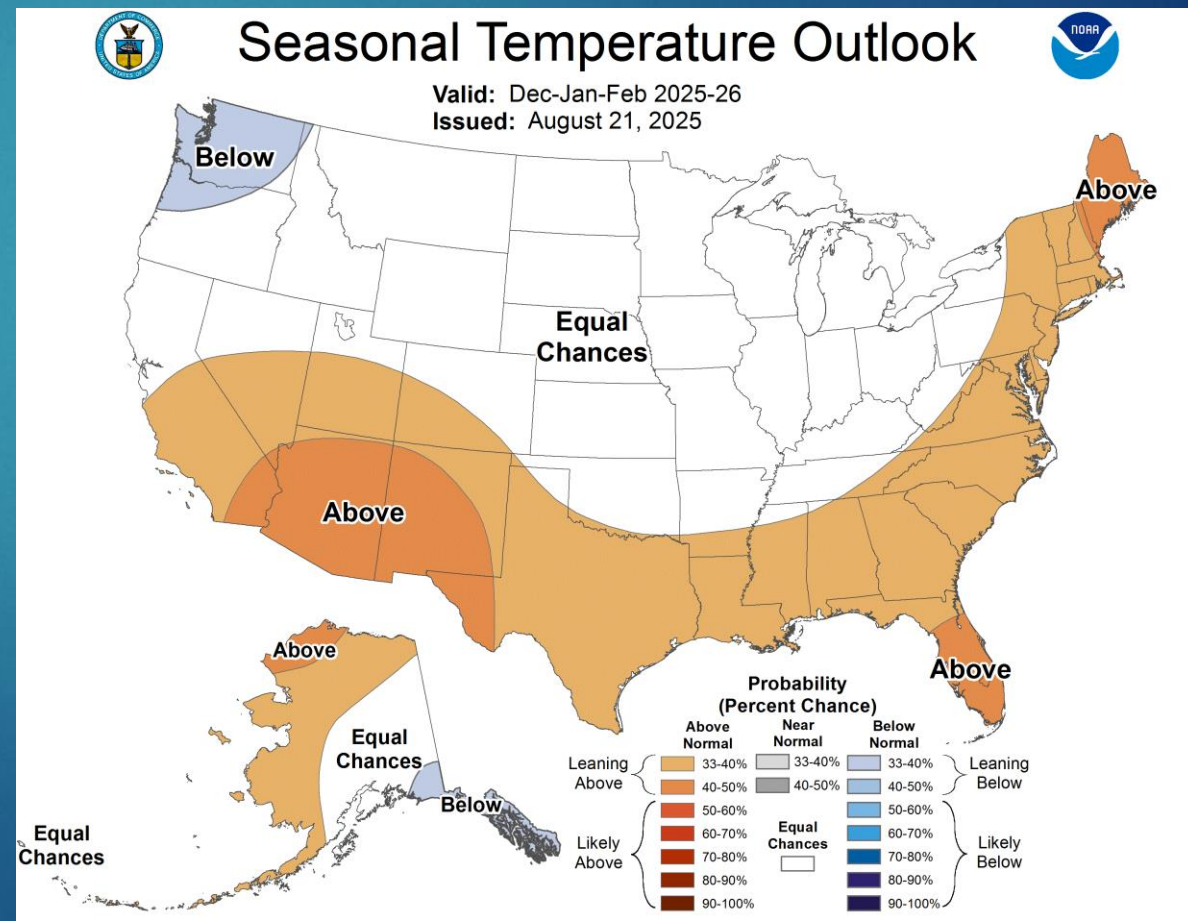 Seasonal Temperature Outlook
NOAA
Valid: Dec-Jan-Feb 2025-26
Issued: August 21, 2025
Below
Above
Equal
Chances
Above
Above
Above
Equal
Chances
Below
Equal
Chances
Probability
(Percent Chance)
Above
Normal
Near
Normal
Below
Normal
Leaning
Above
33-40%
33-40%
33-40%
Leaning
Below
40-50%
40-50%
40-50%
Likely
Above
50-60%
Equal
Chances
50-60%
Likely
Below
60-70%
60-70%
70-80%
70-80%
80-90%
80-90%
90-100%
90-100%